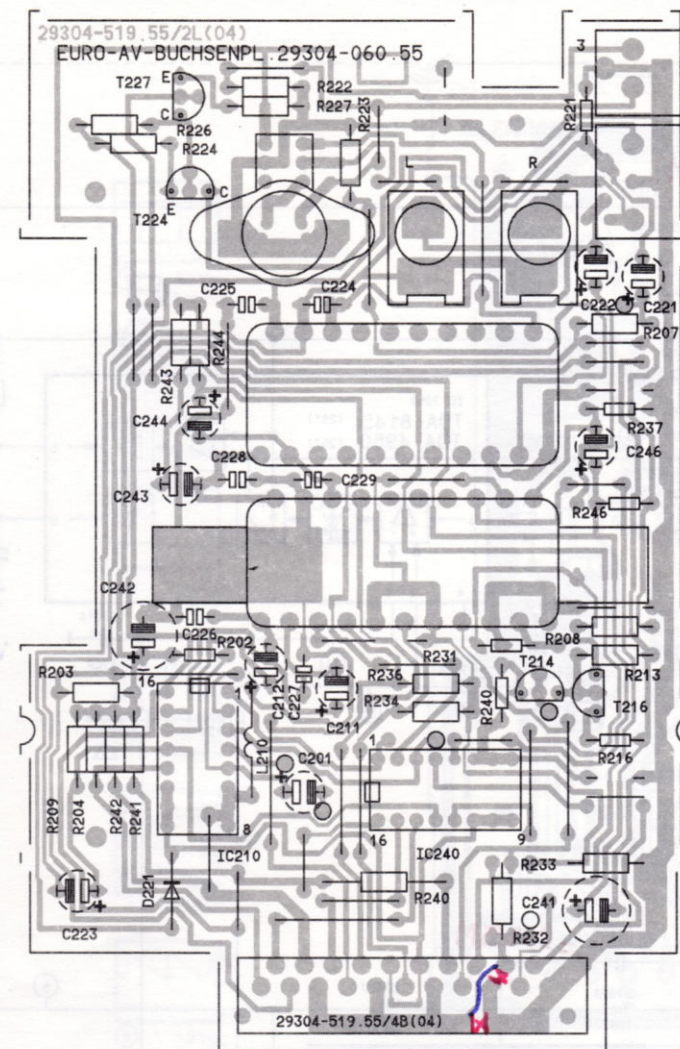 29304-519.55/2L(04)
EURO-AV-BUCHSENPL.29304-060.55
3
T227
E
C
R222
R227
R223
R221
R226
R224
L
R
C
E
T224
C225
C224
C222
C221
R207
R243
R244
C244
R237
C246
C228
C229
C243
R246
C242
C226
R202
R208
R203
16
1
C212
C227
C211
R236
R231
R234
R240
T214
R213
T216
L210
C201
1
R216
R209
R204
R242
R241
8
IC210
16
9
IC240
R233
D221
R240
C241
R232
C223
29304-519.55/4B(04)